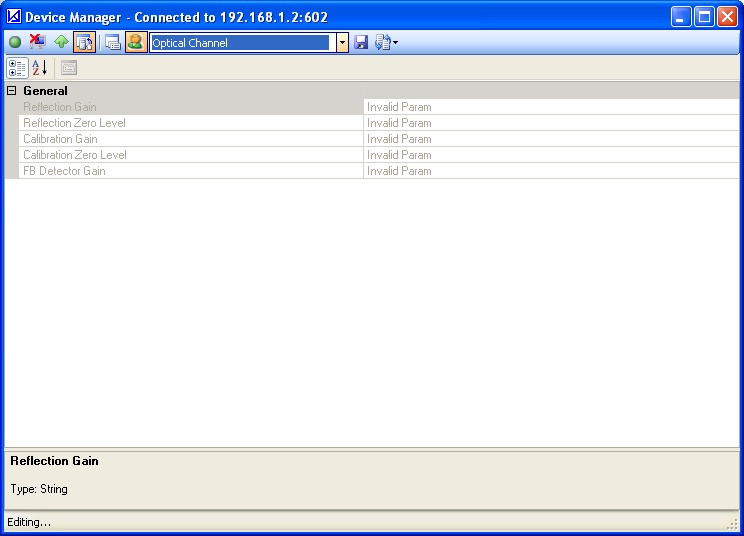 Device Manager - Connected to 192.168.1.2:602
Optical Channel
General
Reflection Gain Invalid Param
Reflection Zero Level Invalid Param
Calibration Gain Invalid Param
Calibration Zero Level Invalid Param
FB Detector Gain Invalid Param
Reflection Gain
Type: String
Editing...